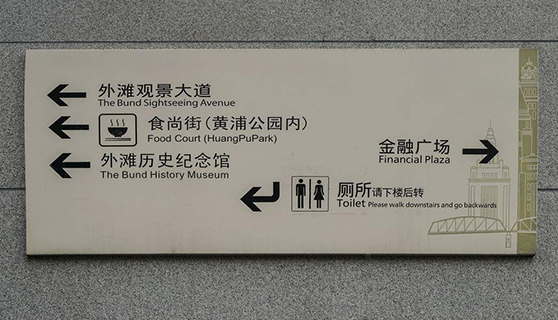 外滩观景大道
The Bund Sightseeing Avenue
食尚街(黄浦公园内)
Food Court (HuangPuPark)
外滩历史纪念馆
The Bund History Museum
金融广场
Financial Plaza
厕所请下楼后转
Toilet Please walk downstairs and go backwards